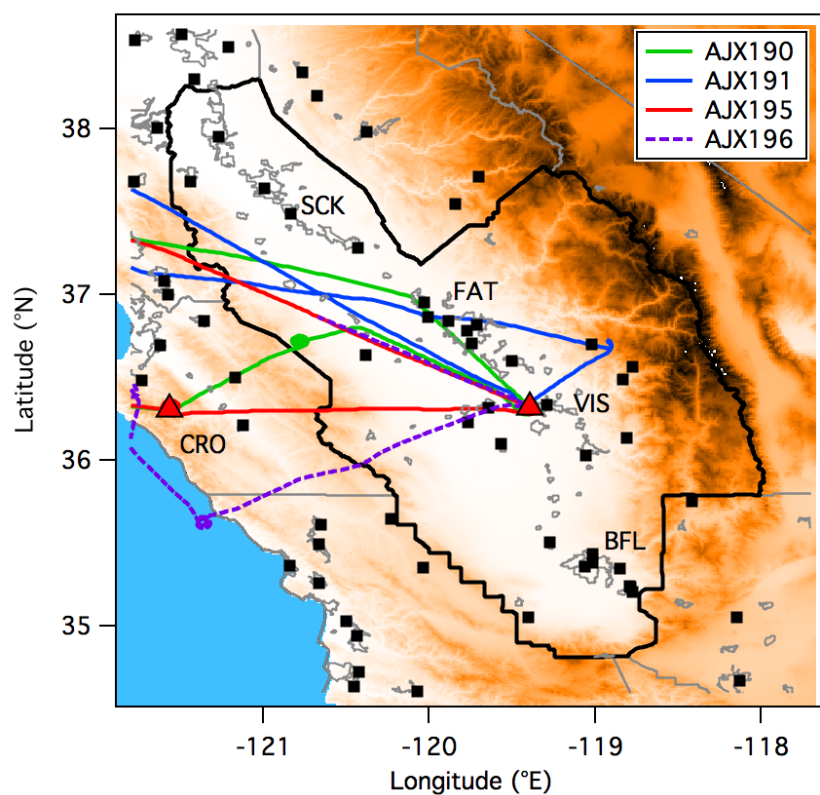 AJX190
AJX191
AJX195
AJX196
38
37
36
35
Latitude (°N)
SCK
FAT
VIS
CRO
BFL
-121
-120
-119
-118
Longitude (°E)